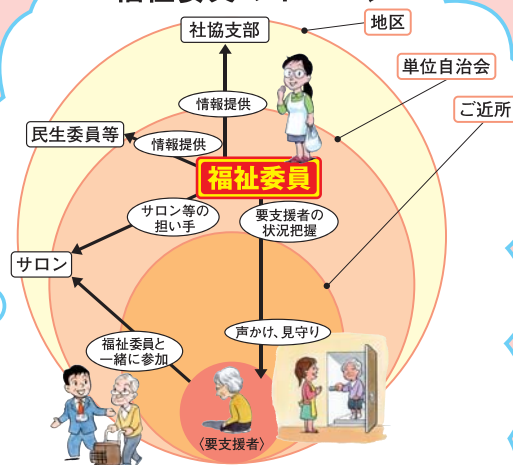 社協支部
地区
単位自治会
ご近所
情報提供
民生委員等
情報提供
福祉委員
サロン等の
担い手
要支援者の
状況把握
サロン
声かけ、見守り
福祉委員と
一緒に参加
〈要支援者〉